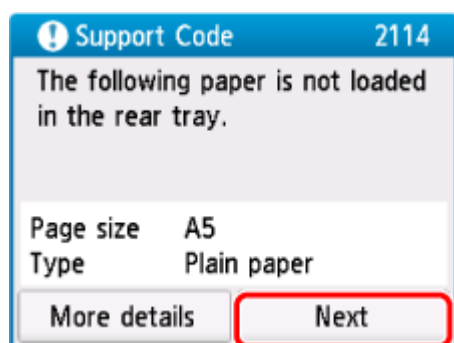 Support Code 2114
The following paper is not loaded
in the rear tray.
Page size A5
Type Plain paper
More details Next